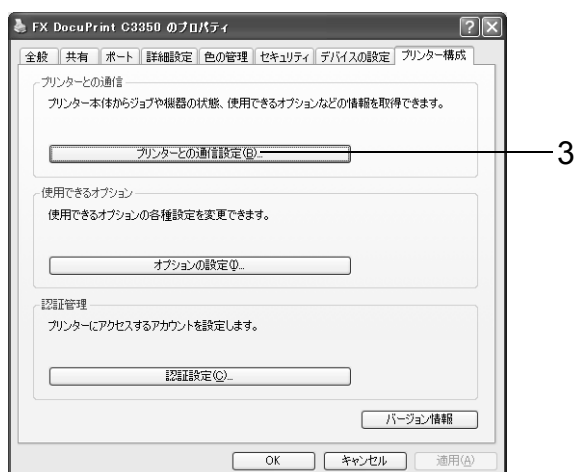 FX DocuPrint C3350 のプロパティ
全般 共有 ポート 詳細設定 色の管理 セキュリティ デバイスの設定 プリンター構成
プリンターとの通信
プリンター本体からジョブや機器の状態、使用できるオプションなどの情報を取得できます。
プリンターとの通信設定(B)...
3
使用できるオプション
使用できるオプションの各種設定を変更できます。
オプションの設定(I)...
認証管理
プリンターにアクセスするアカウントを設定します。
認証設定(C)...
バージョン情報
OK キャンセル 適用(A)